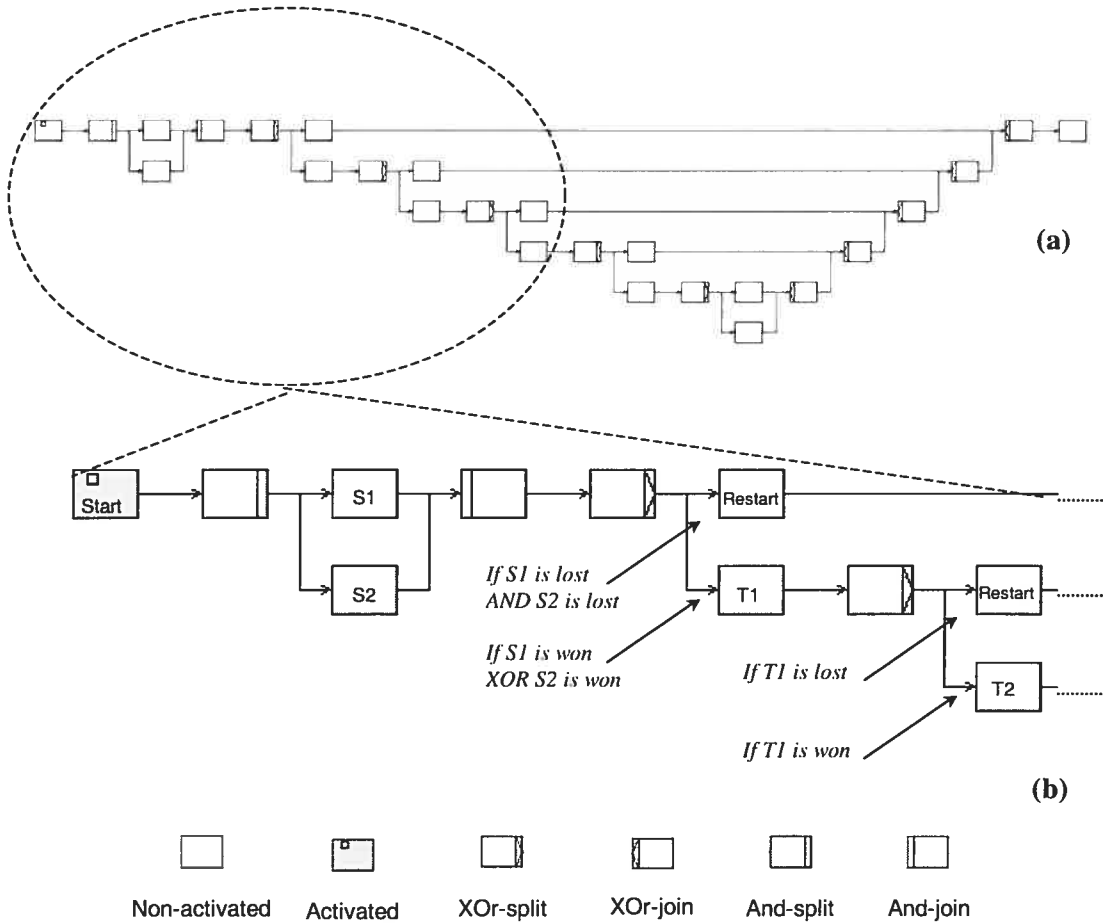 (a)
Start
S1
Restart
If S1 is lost
AND S2 is lost
S2
T1
Restart
If S1 is won
XOR S2 is won
If T1 is lost
T2
If T1 is won
(b)
Non-activated Activated XOr-split XOr-join And-split And-join